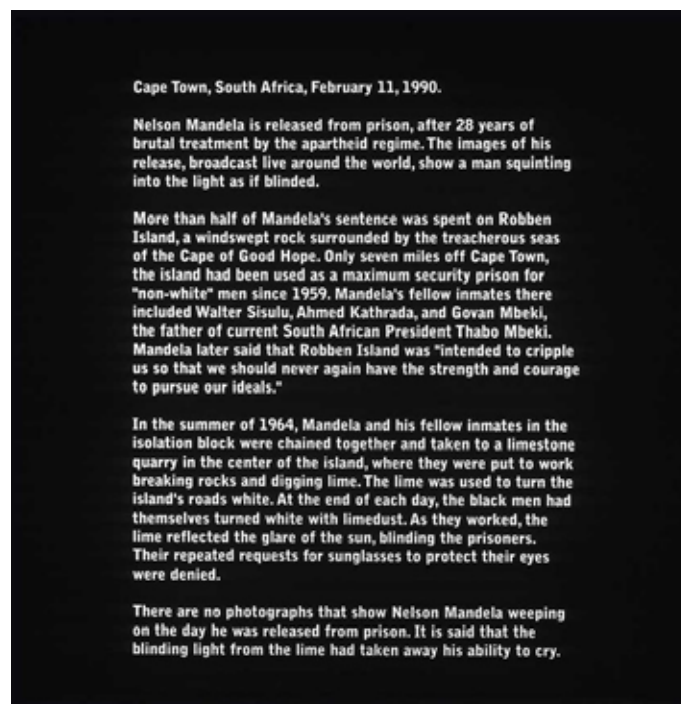 Cape Town, South Africa, February 11, 1990.
Nelson Mandela is released from prison, after 28 years of
brutal treatment by the apartheid regime. The images of his
release, broadcast live around the world, show a man squinting
into the light as if blinded.
More than half of Mandela's sentence was spent on Robben
Island, a windswept rock surrounded by the treacherous seas
of the Cape of Good Hope. Only seven miles off Cape Town,
the island had been used as a maximum security prison for
"non-white" men since 1959. Mandela's fellow inmates there
included Walter Sisulu, Ahmed Kathrada, and Govan Mbeki,
the father of current South African President Thabo Mbeki.
Mandela later said that Robben Island was "intended to cripple
us so that we should never again have the strength and courage
to pursue our ideals."
In the summer of 1964, Mandela and his fellow inmates in the
isolation block were chained together and taken to a limestone
quarry in the center of the island, where they were put to work
breaking rocks and digging lime. The lime was used to turn the
island's roads white. At the end of each day, the black men had
themselves turned white with limedust. As they worked, the
lime reflected the glare of the sun, blinding the prisoners.
Their repeated requests for sunglasses to protect their eyes
were denied.
There are no photographs that show Nelson Mandela weeping
on the day he was released from prison. It is said that the
blinding light from the lime had taken away his ability to cry.